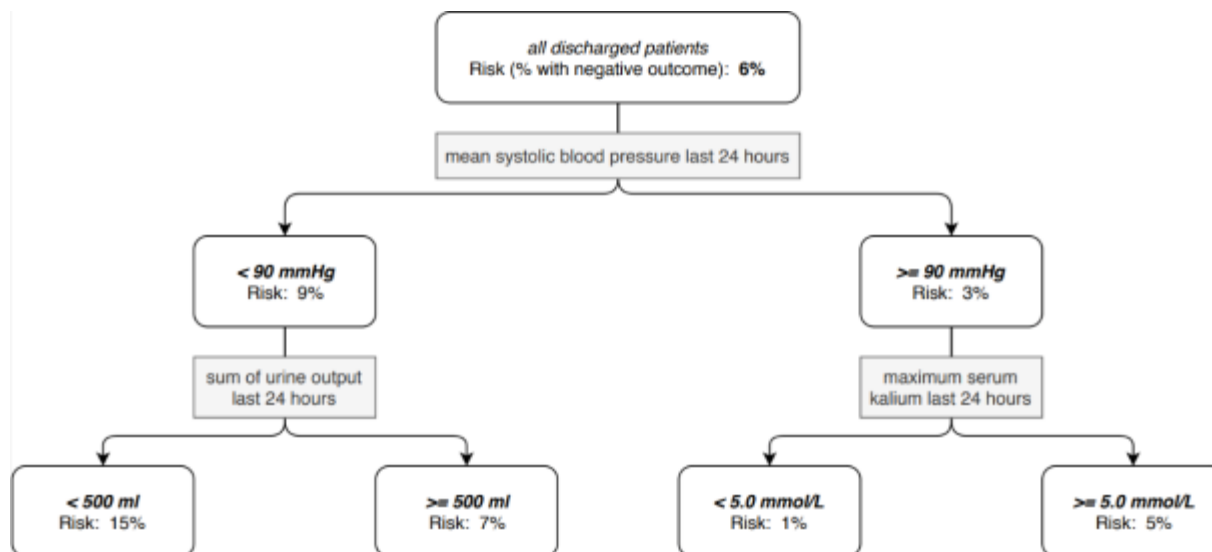 all discharged patients
Risk (% with negative outcome): 6%
mean systolic blood pressure last 24 hours
< 90 mmHg
Risk: 9%
>= 90 mmHg
Risk: 3%
sum of urine output
last 24 hours
maximum serum
kalium last 24 hours
< 500 ml
Risk: 15%
>= 500 ml
Risk: 7%
< 5.0 mmol/L
Risk: 1%
>= 5.0 mmol/L
Risk: 5%